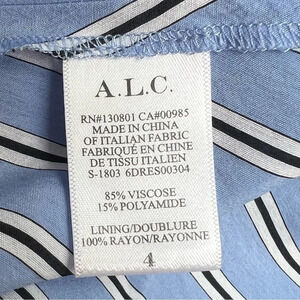 A.L.C.
RN#130801 CA#00985
MADE IN CHINA
OF ITALIAN FABRIC
FABRIQUÉ EN CHINE
DE TISSU ITALIEN
S-1803 6DRES00304
85% VISCOSE
15% POLYAMIDE
LINING/DOUBLURE
100% RAYON/RAYONNE
4